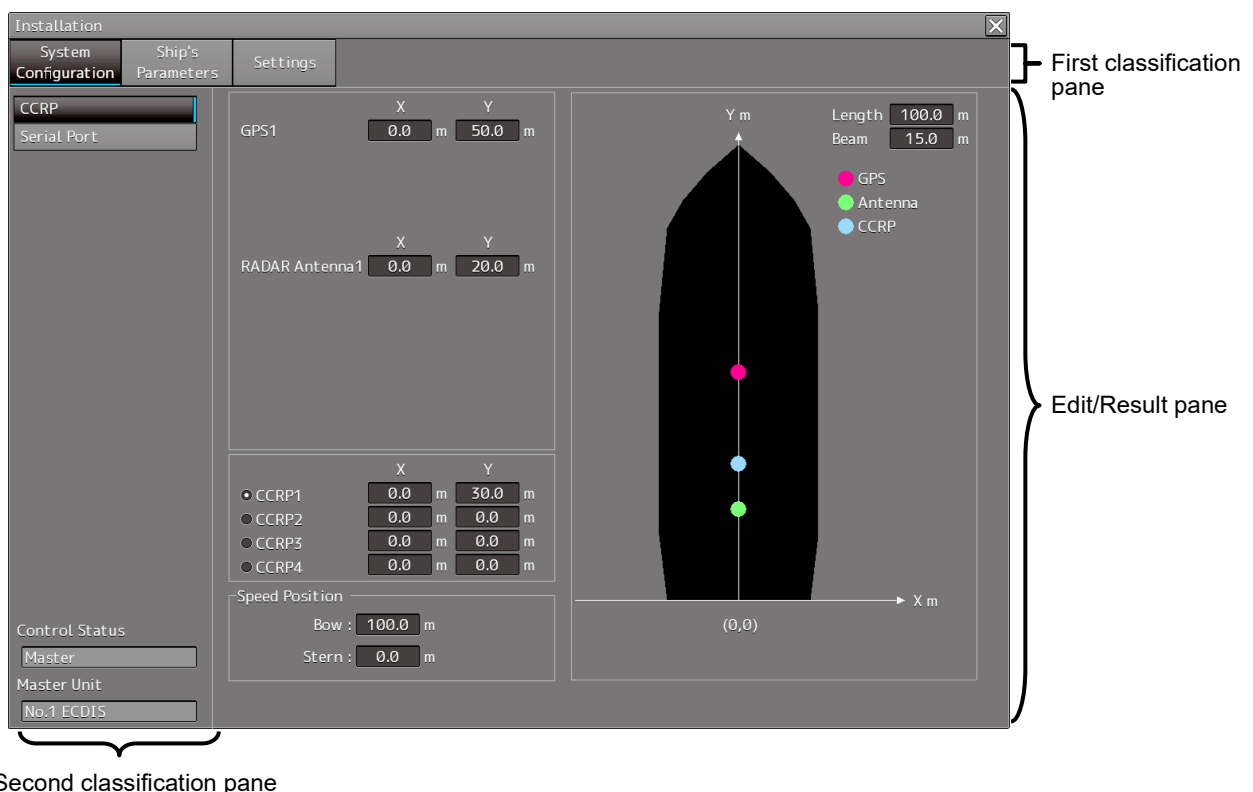 Installation
System
Configuration
Ship's
Parameters
Settings
First classification
pane
CCRP
Serial Port
X Y
GPS1 0.0 m 50.0 m
X Y
RADAR Antenna1 0.0 m 20.0 m
X Y
CCRP1 0.0 m 30.0 m
CCRP2 0.0 m 0.0 m
CCRP3 0.0 m 0.0 m
CCRP4 0.0 m 0.0 m
Speed Position
Bow : 100.0 m
Stern : 0.0 m
Y m
Length 100.0 m
Beam 15.0 m
GPS
Antenna
CCRP
X m
(0,0)
Edit/Result pane
Control Status
Master
Master Unit
No.1 ECDIS
Second classification pane